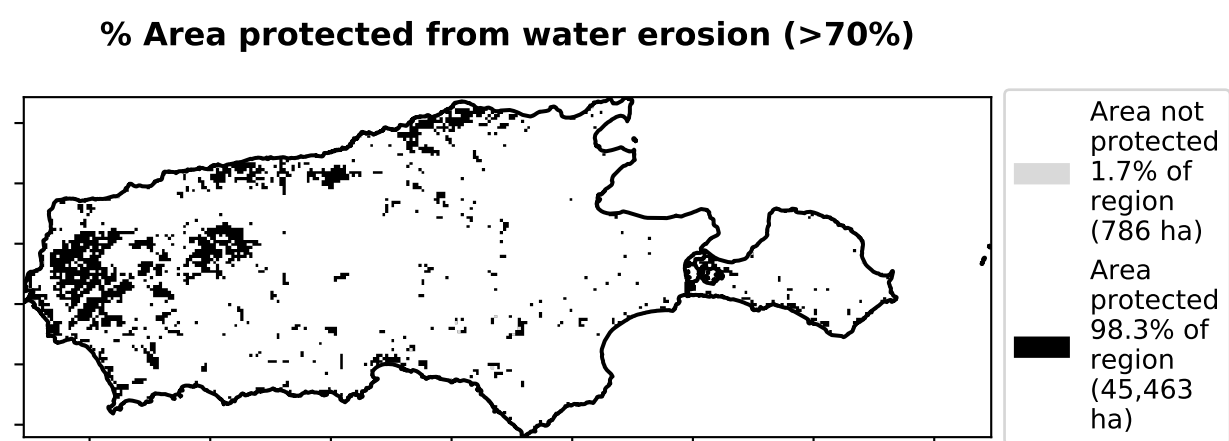 % Area protected from water erosion (>70%)
Area not
protected
1.7% of
region
(786 ha)
Area
protected
98.3% of
region
(45,463
ha)